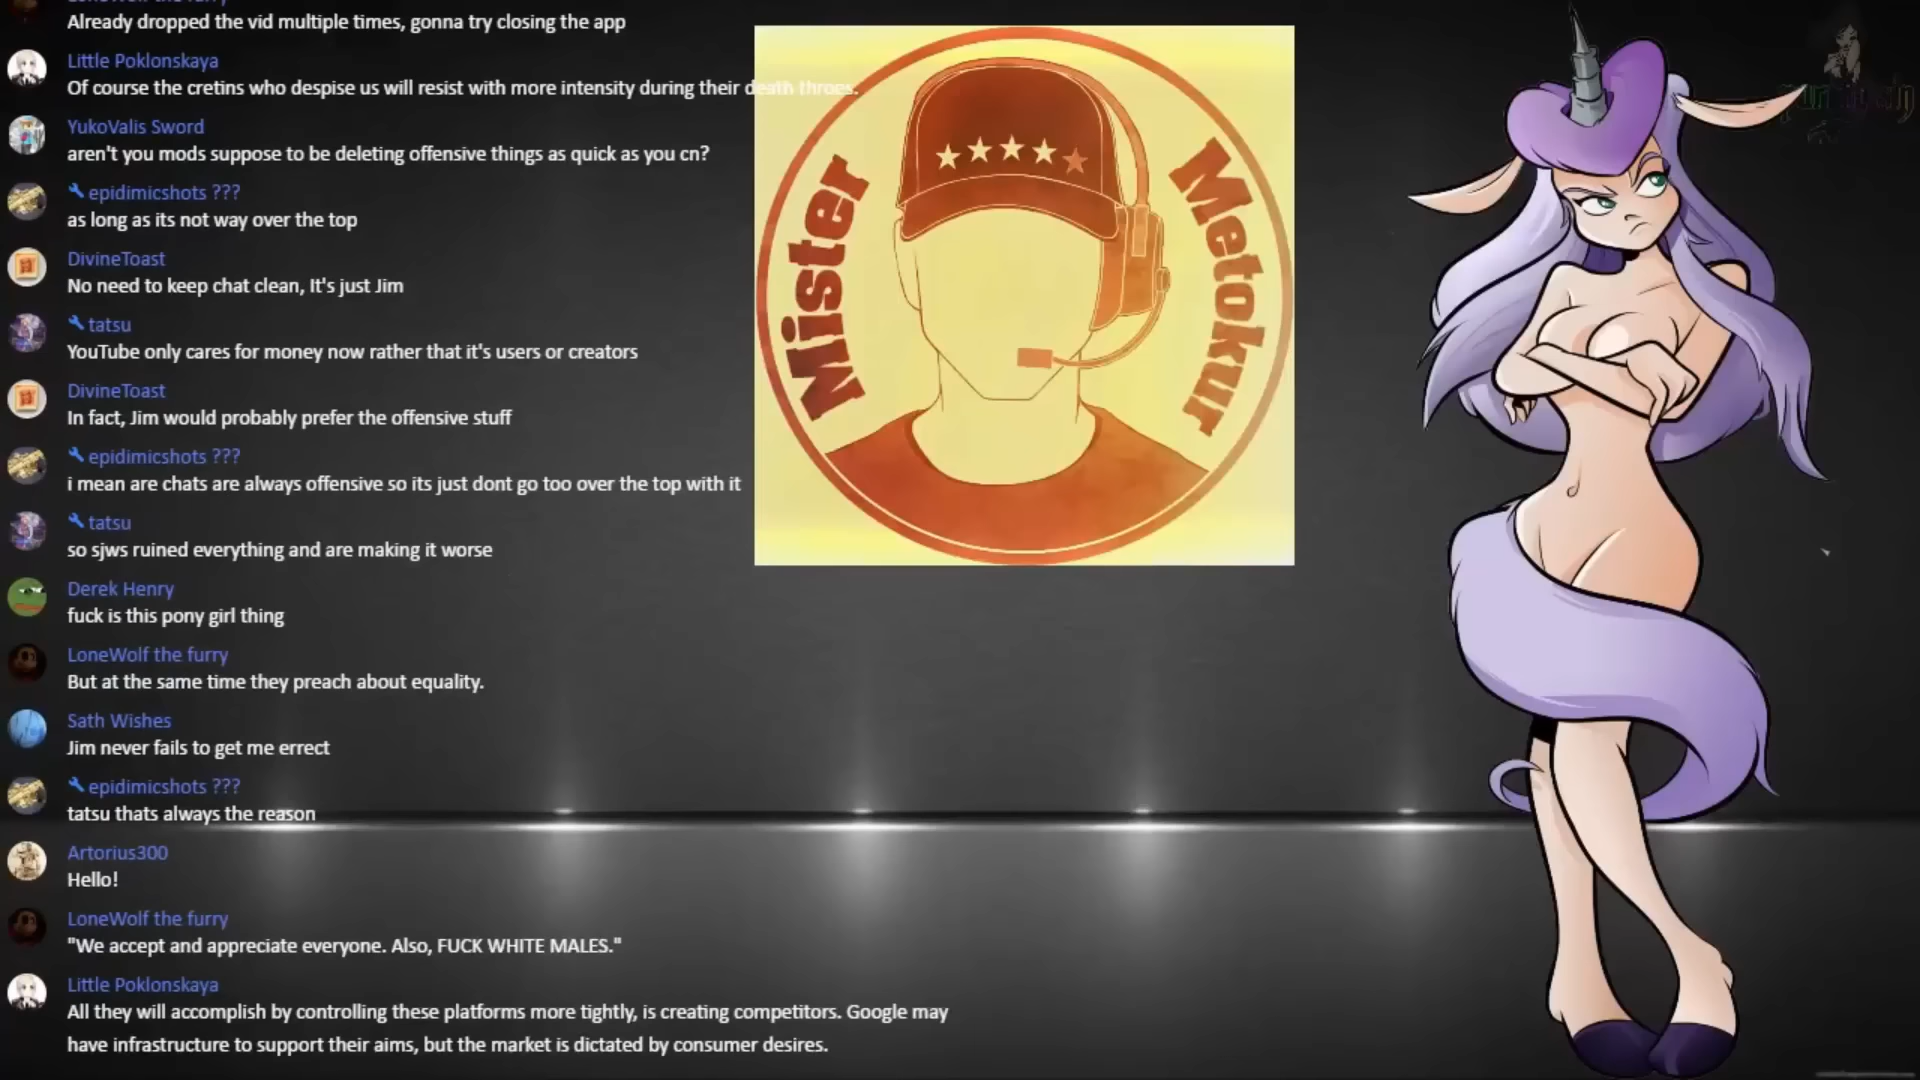 Already dropped the vid multiple times, gonna try closing the app
Little Poklonskaya
Of course the cretins who despise us will resist with more intensity during their death throes.
YukoValis Sword
aren't you mods suppose to be deleting offensive things as quick as you cn?
epidimicshots ???
as long as its not way over the top
DivineToast
No need to keep chat clean, It's just Jim
tatsu
YouTube only cares for money now rather that it's users or creators
DivineToast
In fact, Jim would probably prefer the offensive stuff
epidimicshots ???
i mean are chats are always offensive so its just dont go too over the top with it
tatsu
so sjws ruined everything and are making it worse
Derek Henry
fuck is this pony girl thing
LoneWolf the furry
But at the same time they preach about equality.
Sath Wishes
Jim never fails to get me errect
epidimicshots ???
tatsu thats always the reason
Artorius300
Hello!
LoneWolf the furry
"We accept and appreciate everyone. Also, FUCK WHITE MALES."
Little Poklonskaya
All they will accomplish by controlling these platforms more tightly, is creating competitors. Google may
have infrastructure to support their aims, but the market is dictated by consumer desires.
Mister
Metokur